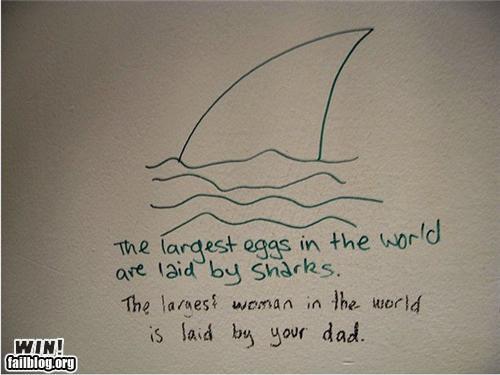 The largest eggs in the world
are laid by sharks.
The largest woman in the world
is laid by your dad.
WIN!
failblog.org